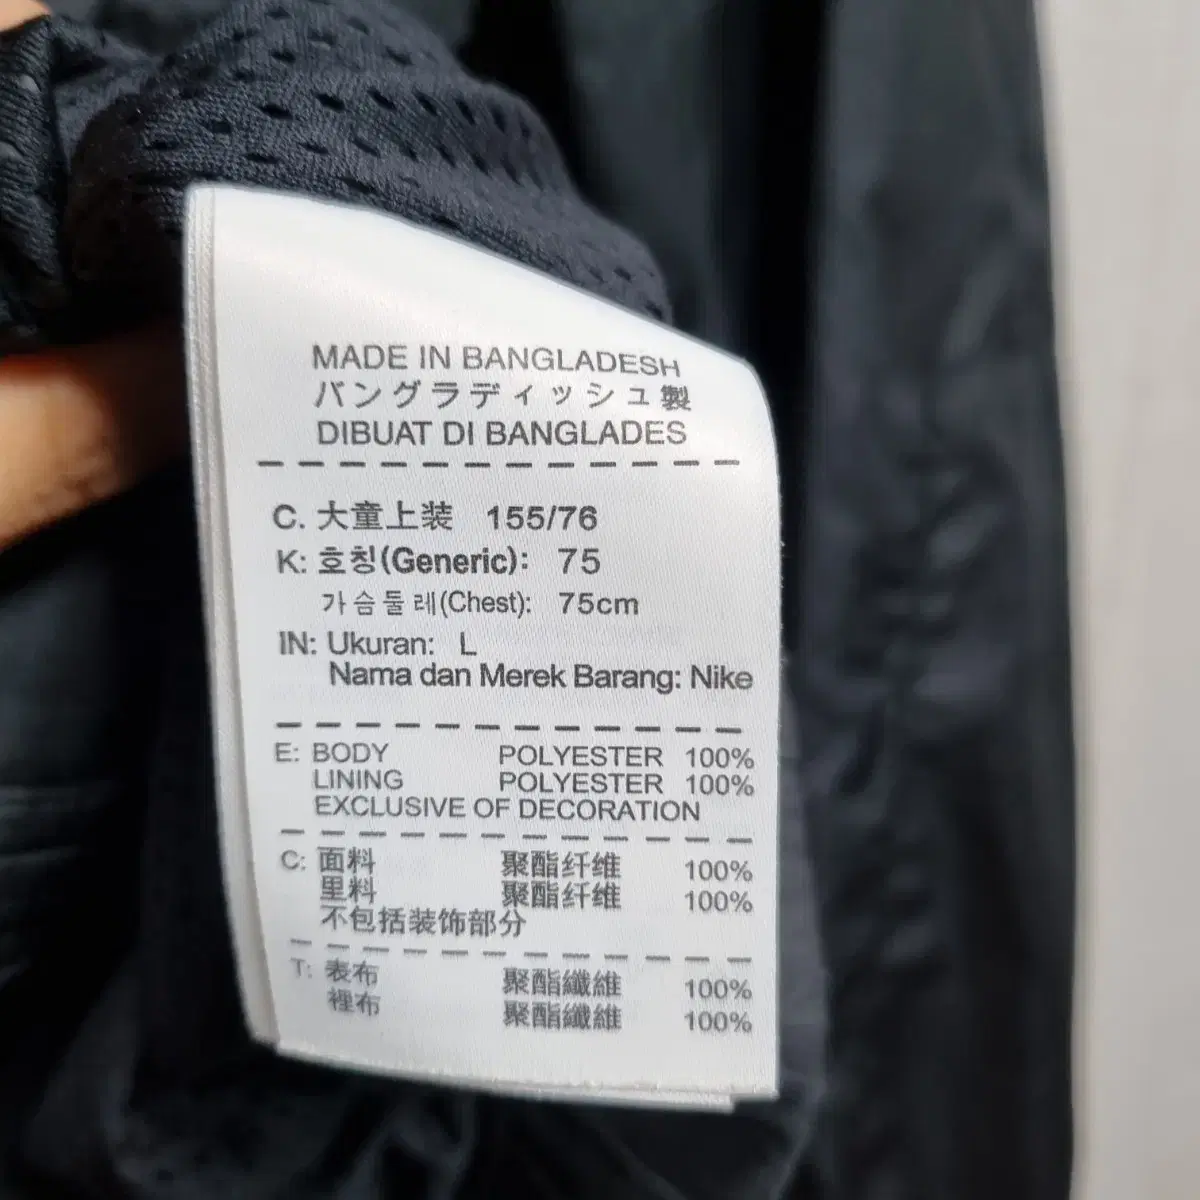 MADE IN BANGLADESH
バングラディッシュ製
DIBUAT DI BANGLADES
C. 大童上装 155/76
K: 호칭(Generic): 75
가슴둘레(Chest): 75cm
IN: Ukuran: L
Nama dan Merek Barang: Nike
E: BODY POLYESTER 100%
LINING POLYESTER 100%
EXCLUSIVE OF DECORATION
C: 面料 聚酯纤维 100%
里料 聚酯纤维 100%
不包括装饰部分
T: 表布 聚酯纖維 100%
裡布 聚酯纖維 100%